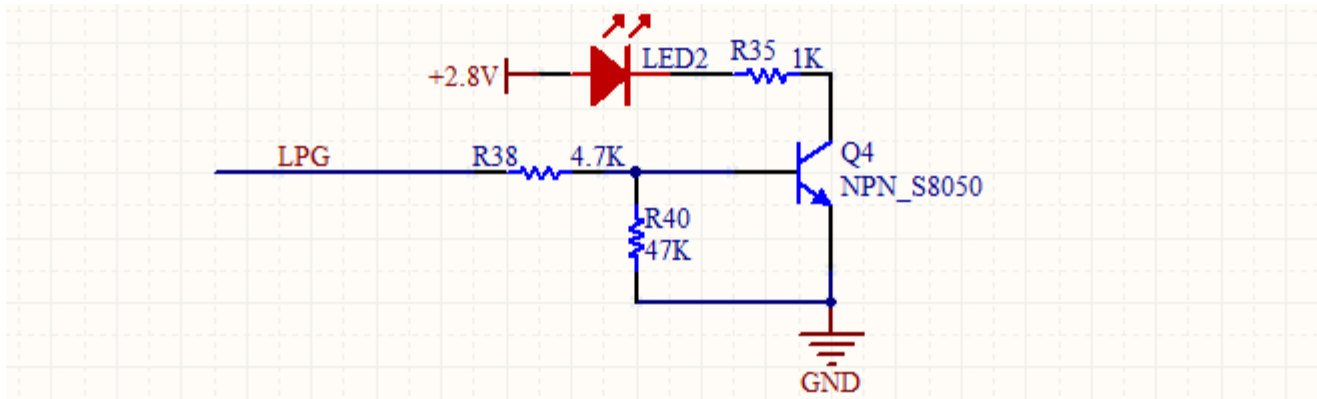 LED2
R35 1K
+2.8V
LPG
R38 4.7K
Q4
NPN_S8050
R40
47K
GND